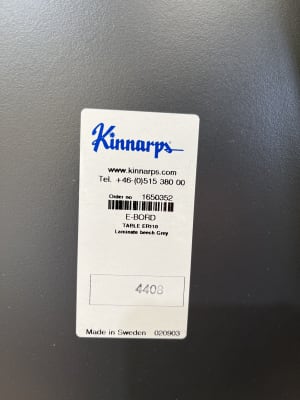 Kinnarps
www.kinnarps.com
Tel. +46-(0)515 380 00
Order no 1650352
E-BORD
TABLE ER116
Laminate beech Grey
4408
Made in Sweden 020903